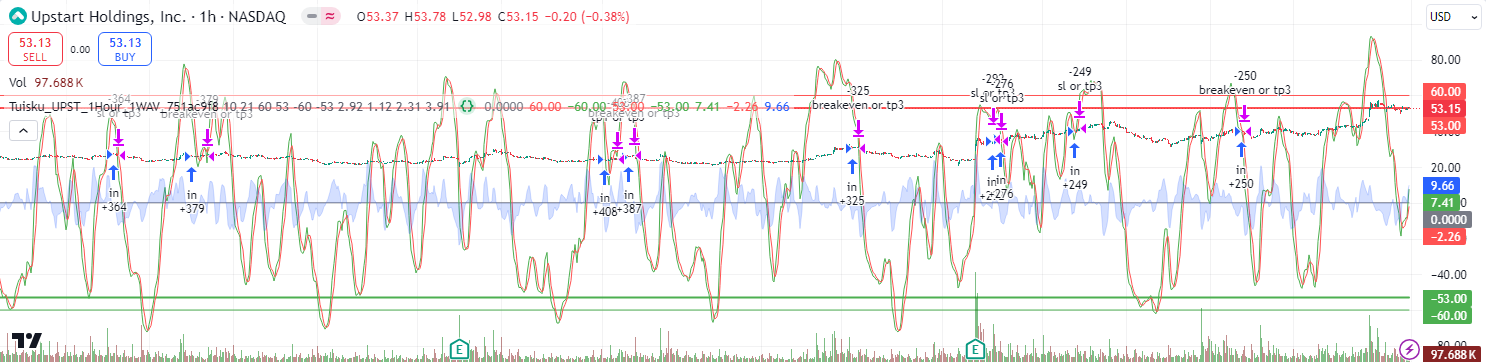 Upstart Holdings, Inc. · 1h · NASDAQ O53.37 H53.78 L52.98 C53.15 −0.20 (−0.38%)
USD
53.13 SELL
0.00
53.13 BUY
Vol 97.688 K
Tuisku_UPST_1Hour_1WAV_751ac9f8 10 21 60 53 -60 -53 2.92 1.12 2.31 3.91 {} 0.0000 60.00 −60.00 53.00 −53.00 7.41 −2.26 9.66
-364
sl or tp3
in
+364
-379
breakeven or tp3
in
+379
in
+408
-387
breakeven or tp3
in
+387
-325
breakeven or tp3
in
+325
-292
-276
sl or tp3
in
in
+276
-249
sl or tp3
in
+249
-250
breakeven or tp3
in
+250
80.00
60.00
53.15
53.00
20.00
9.66
7.41
0.0000
−2.26
−40.00
−53.00
−60.00
97.688 K
E
E